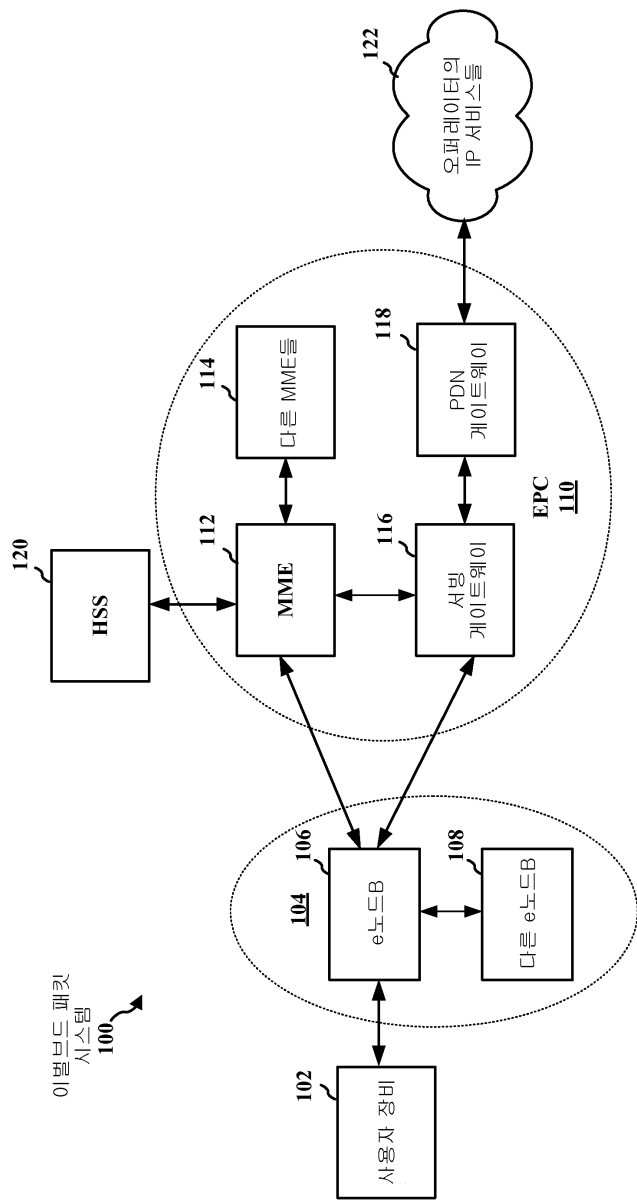 이벌브드 패킷
시스템
100
120
HSS
122
오퍼레이터의
IP 서비스들
112
MME
114
다른 MME들
116
서빙
게이트웨이
118
PDN
게이트웨이
EPC
110
104
106
e노드B
108
다른 e노드B
102
사용자 장비